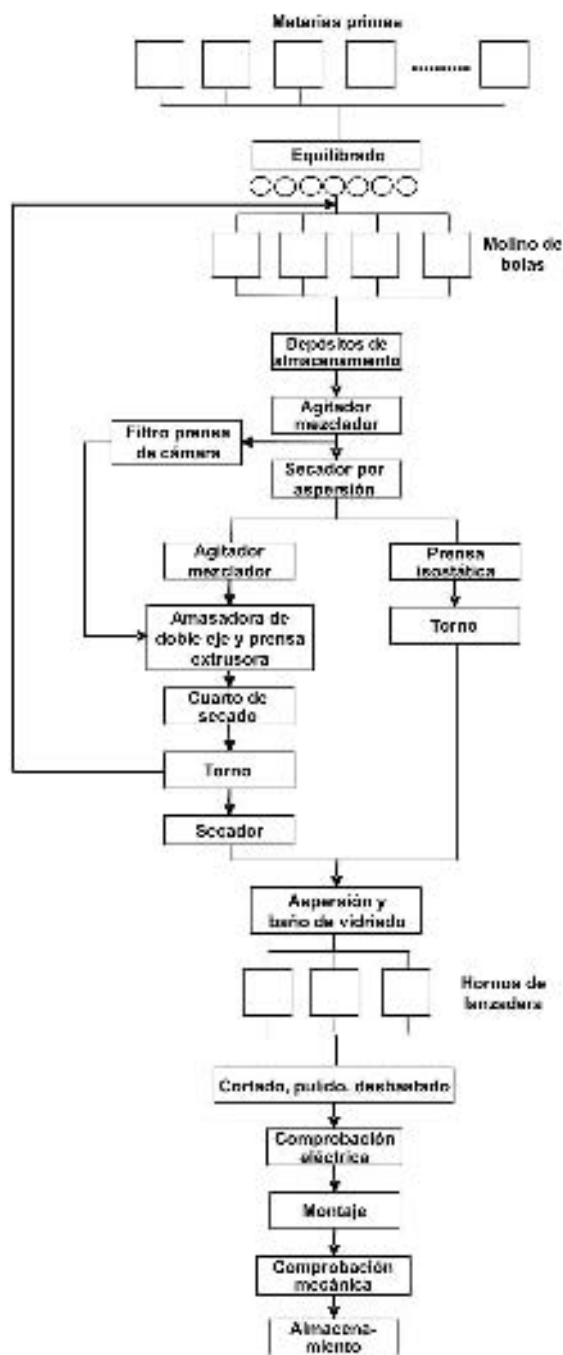 Materias primas
............
Equilibrado
Molino de
bolas
Depósitos de
almacenamiento
Agitador
mezclador
Filtro prensa
de cámara
Secador por
aspersión
Agitador
mezclador
Prensa
isostática
Amasadora de
doble eje y prensa
extrusora
Torno
Cuarto de
secado
Torno
Secador
Aspersión y
baño de vidriado
Hornos de
lanzadera
Cortado, pulido, desbastado
Comprobación
eléctrica
Montaje
Comprobación
mecánica
Almacena-
miento